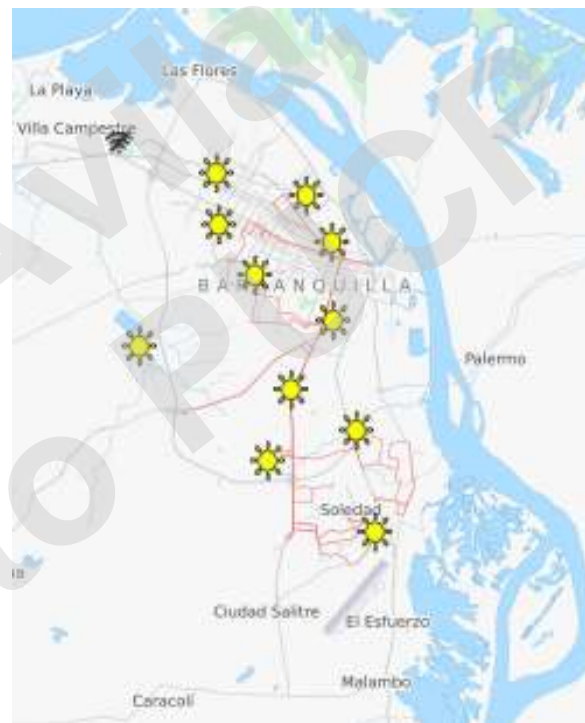 Las Flores
La Playa
Villa Campestre
BARRANQUILLA
Palermo
Soledad
Ciudad Salitre
El Esfuerzo
Malambo
Caracolí